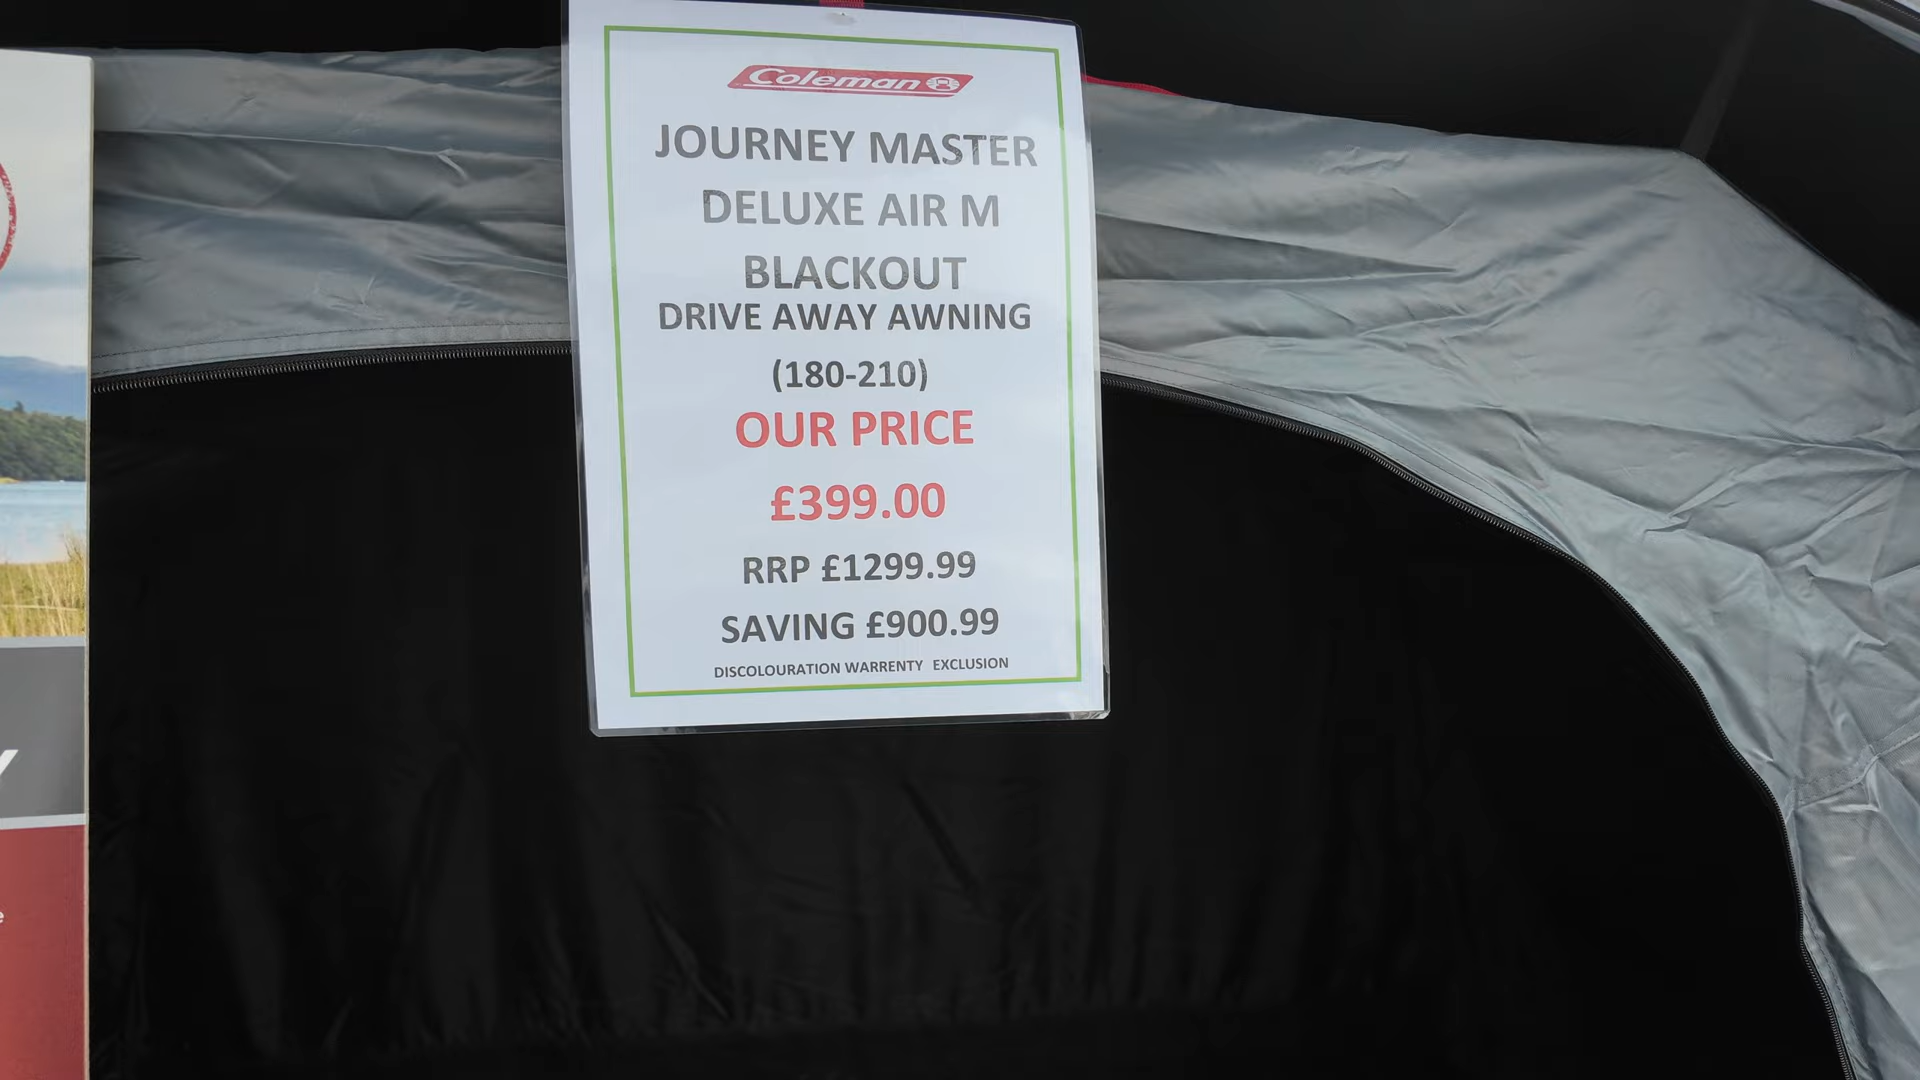 Coleman
JOURNEY MASTER
DELUXE AIR M
BLACKOUT
DRIVE AWAY AWNING
(180-210)
OUR PRICE
£399.00
RRP £1299.99
SAVING £900.99
DISCOLOURATION WARRENTY EXCLUSION